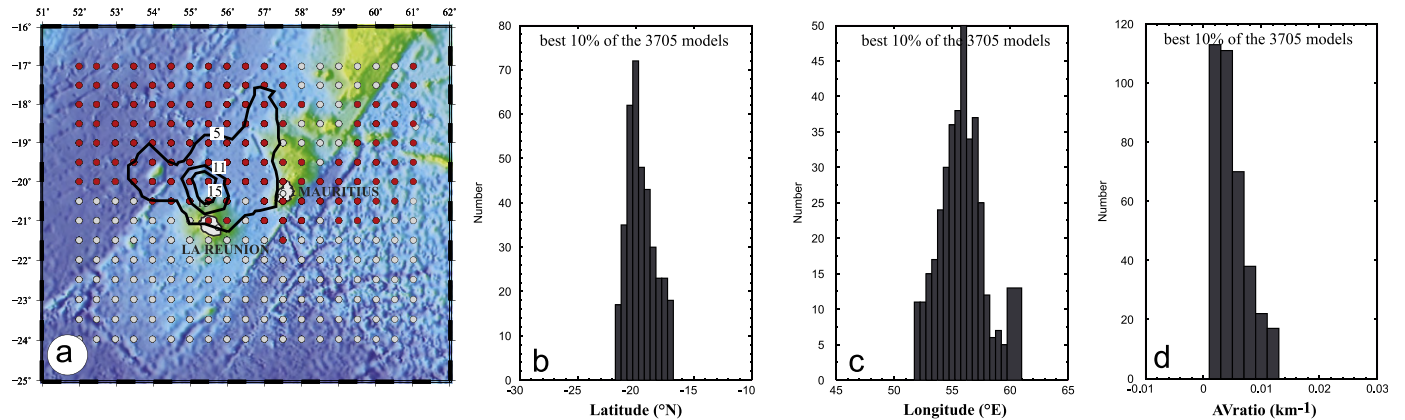 51° 52° 53° 54° 55° 56° 57° 58° 59° 60° 61° 62°
−16°
−17°
−18°
−19°
−20°
−21°
−22°
−23°
−24°
−25°
5
11
15
MAURITIUS
LA REUNION
a
best 10% of the 3705 models
80
70
60
50
40
30
20
10
0
Number
b
-30 -25 -20 -15 -10
Latitude (°N)
best 10% of the 3705 models
50
45
40
35
30
25
20
15
10
5
0
Number
c
45 50 55 60 65
Longitude (°E)
best 10% of the 3705 models
120
100
80
60
40
20
0
Number
d
-0.01 0 0.01 0.02 0.03
AVratio (km-1)